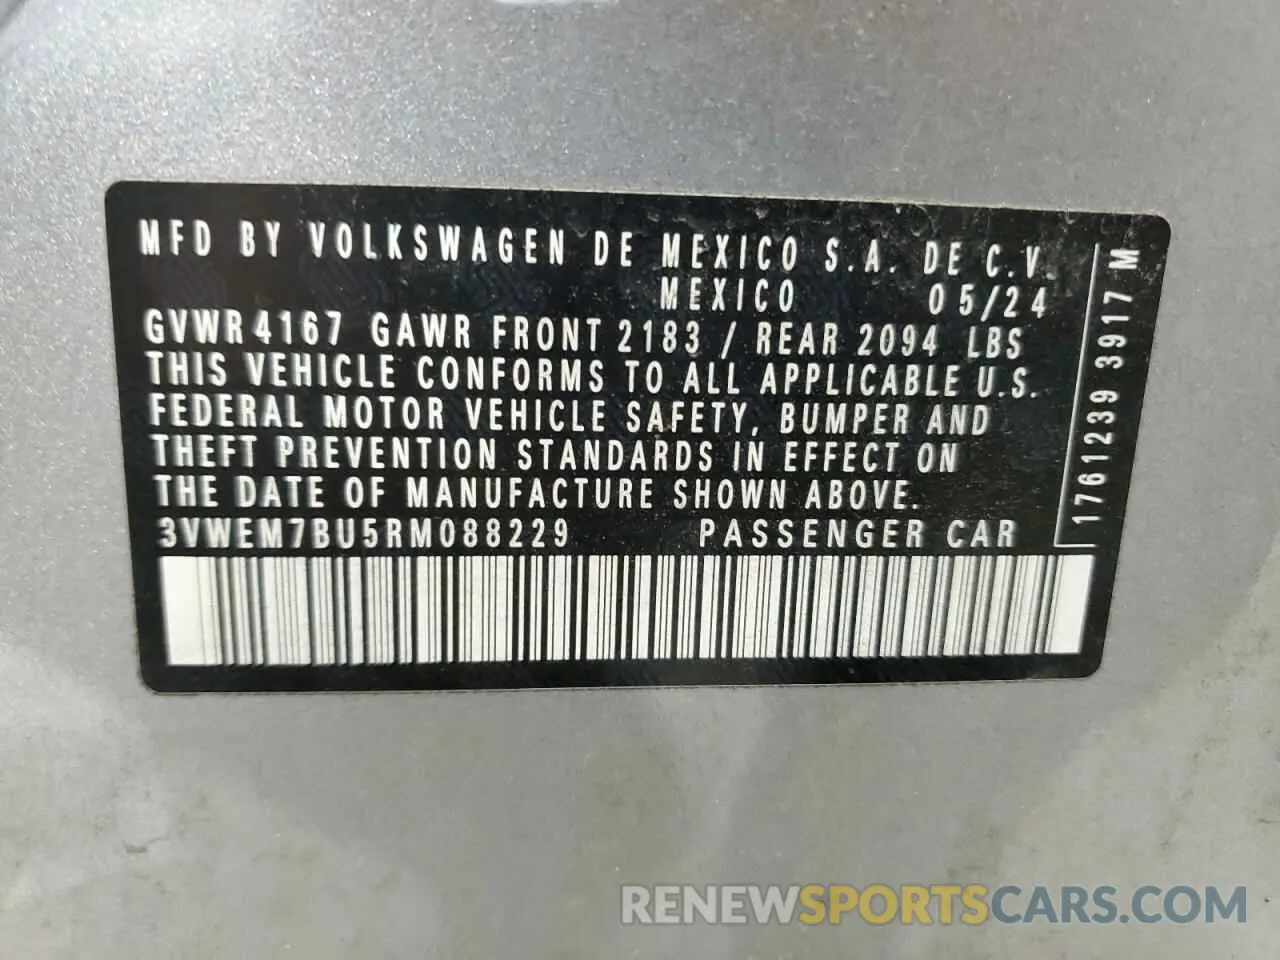 MFD BY VOLKSWAGEN DE MEXICO S.A. DE C.V.
MEXICO 05/24
GVWR 4167 GAWR FRONT 2183 / REAR 2094 LBS
THIS VEHICLE CONFORMS TO ALL APPLICABLE U.S.
FEDERAL MOTOR VEHICLE SAFETY, BUMPER AND
THEFT PREVENTION STANDARDS IN EFFECT ON
THE DATE OF MANUFACTURE SHOWN ABOVE.
3VWEM7BU5RM088229 PASSENGER CAR
1761239 3917 M
RENEWSPORTSCARS.COM